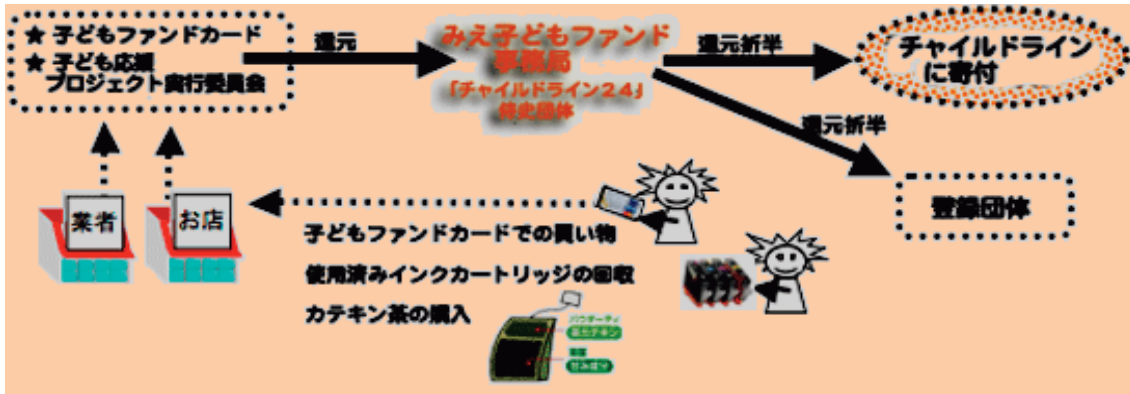 ★ 子どもファンドカード
★ 子ども応援
プロジェクト実行委員会
還元
みえ子どもファンド
事務局
「チャイルドライン24」
還元折半
チャイルドライン
に寄付
還元折半
登録団体
業者
お店
子どもファンドカードでの買い物
使用済みインクカートリッジの回収
カテキン茶の購入
パウダーティ